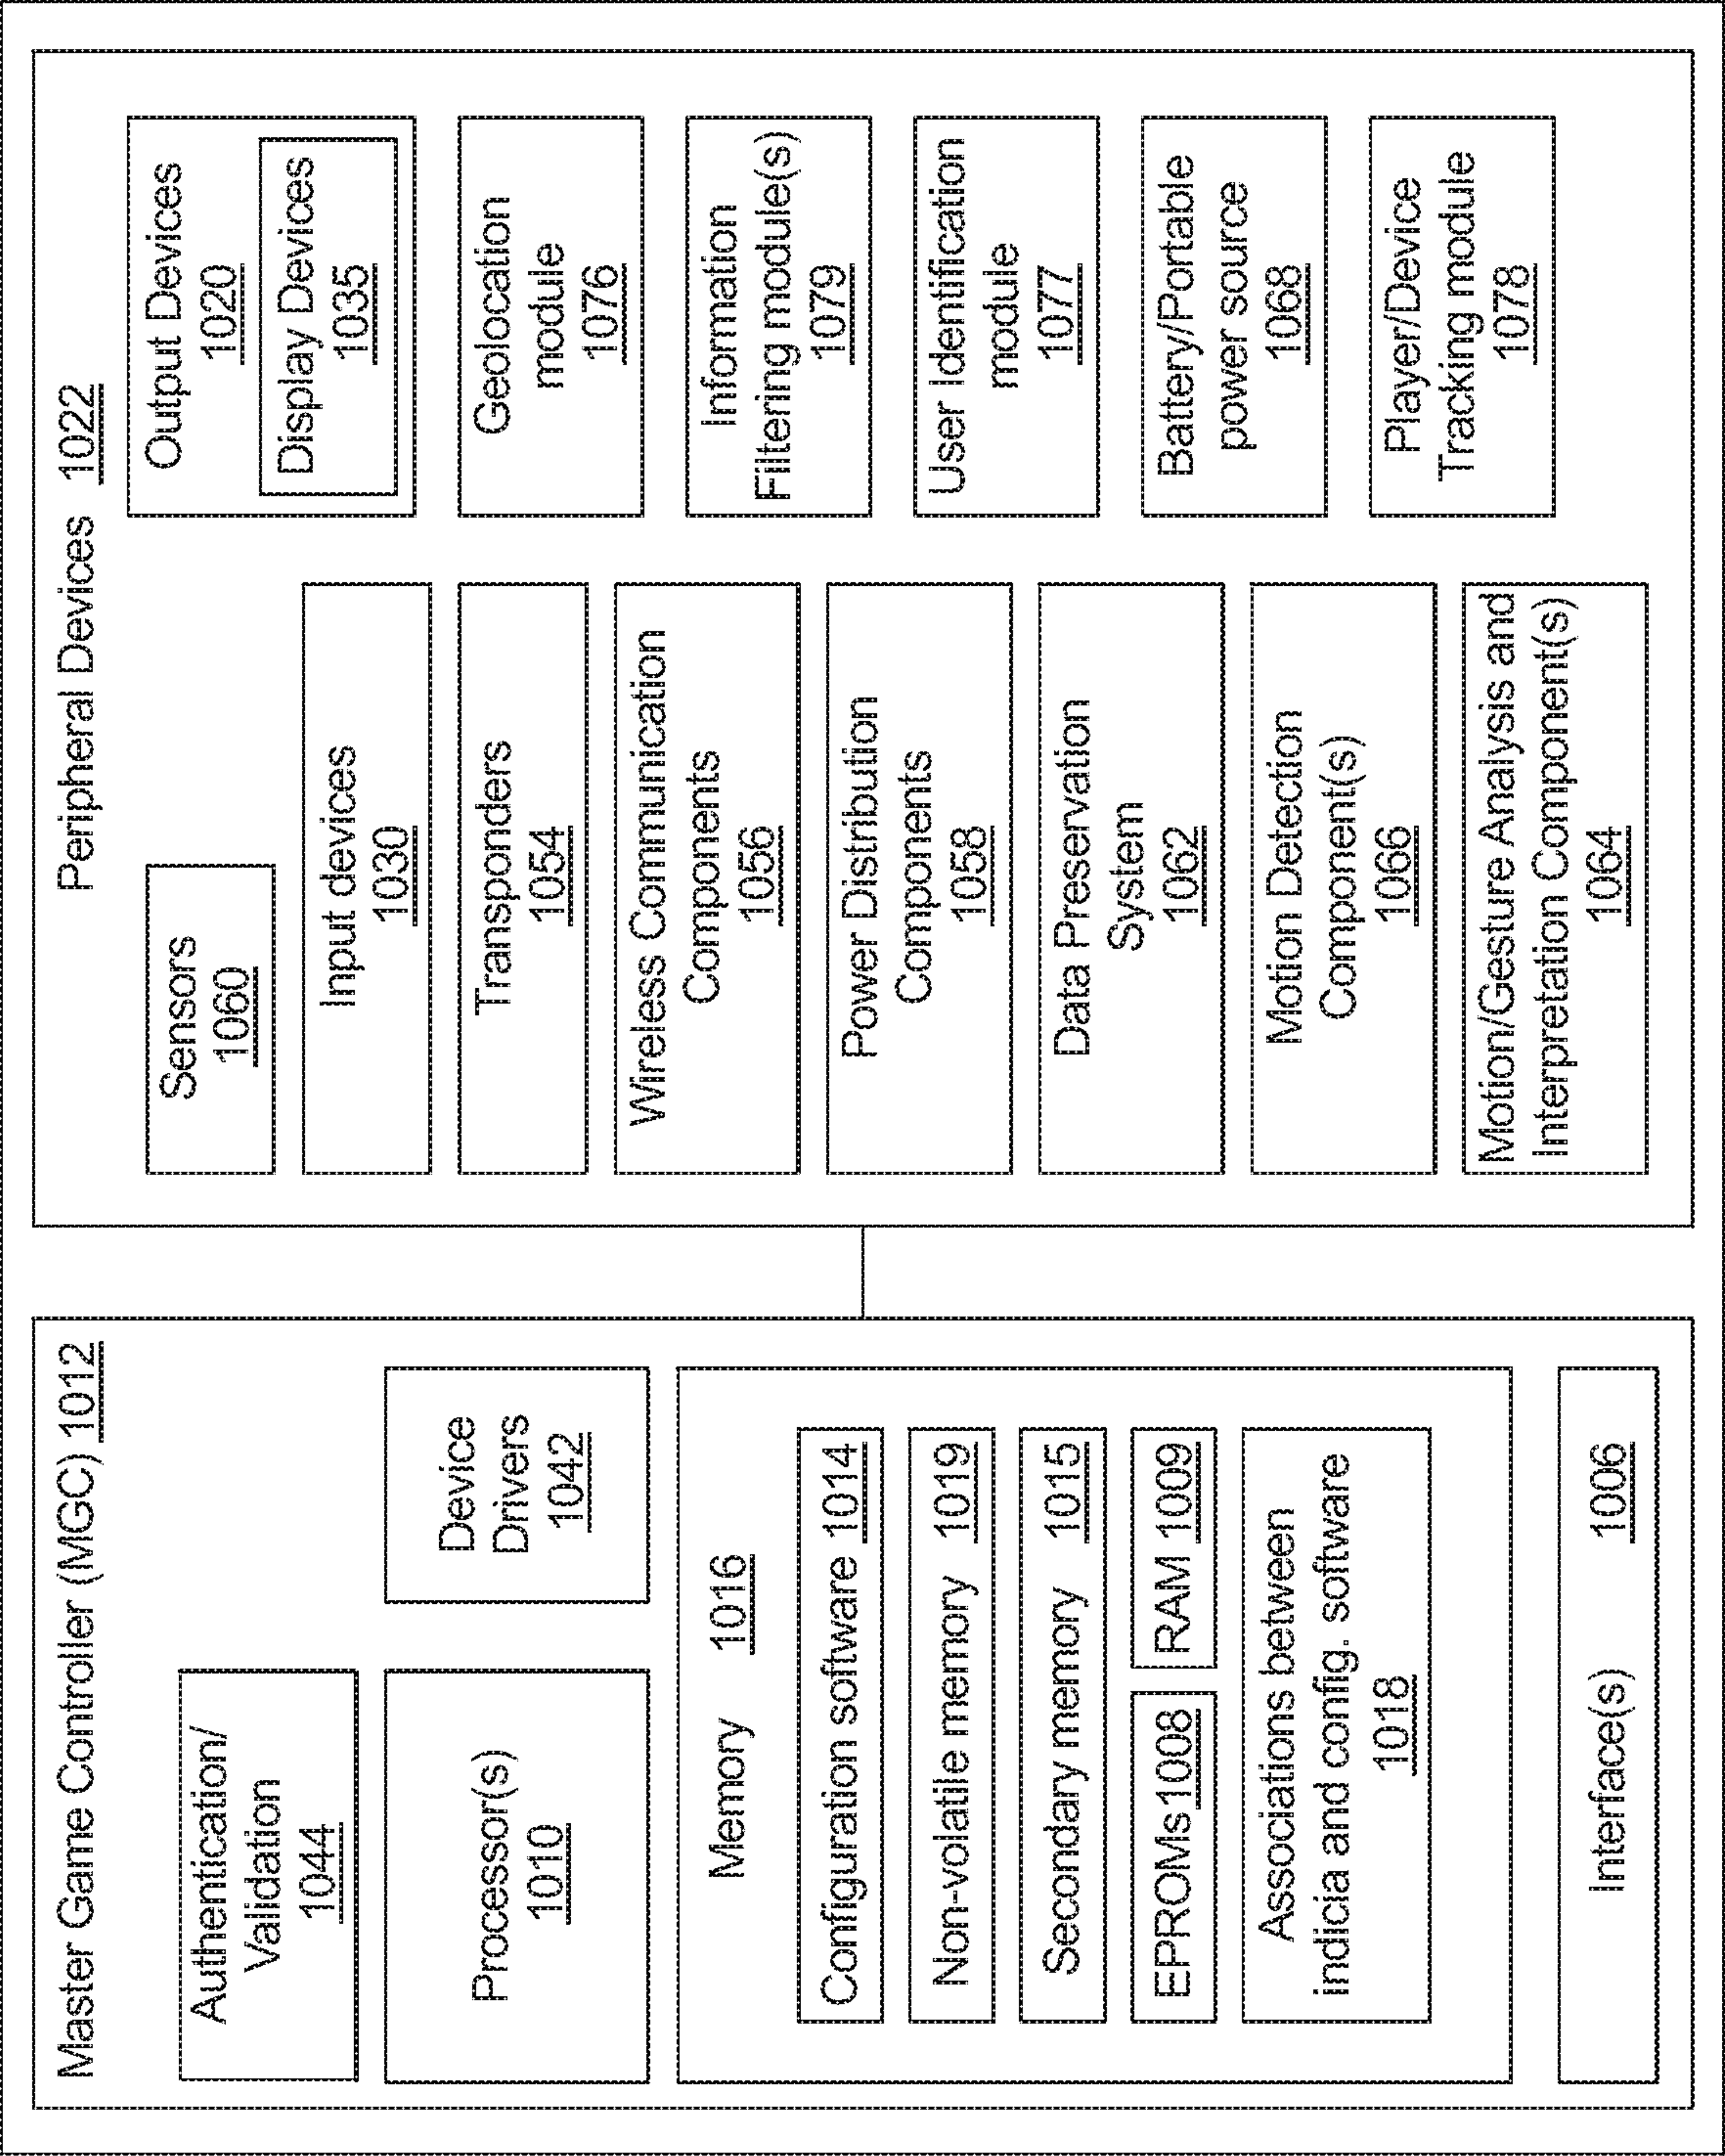 Master Game Controller (MGC) 1012
Authentication/
Validation
1044
Processor(s)
1010
Device
Drivers
1042
Memory 1016
Configuration software 1014
Non-volatile memory 1019
Secondary memory 1015
EPROMs 1008
RAM 1009
Associations between
indicia and config. software
1018
Interface(s) 1006
Peripheral Devices 1022
Sensors
1060
Input devices
1030
Transponders
1054
Wireless Communication
Components
1056
Power Distribution
Components
1058
Data Preservation
System
1062
Motion Detection
Component(s)
1066
Motion/Gesture Analysis and
Interpretation Component(s)
1064
Output Devices
1020
Display Devices
1035
Geolocation
module
1076
Information
Filtering module(s)
1079
User Identification
module
1077
Battery/Portable
power source
1068
Player/Device
Tracking module
1078